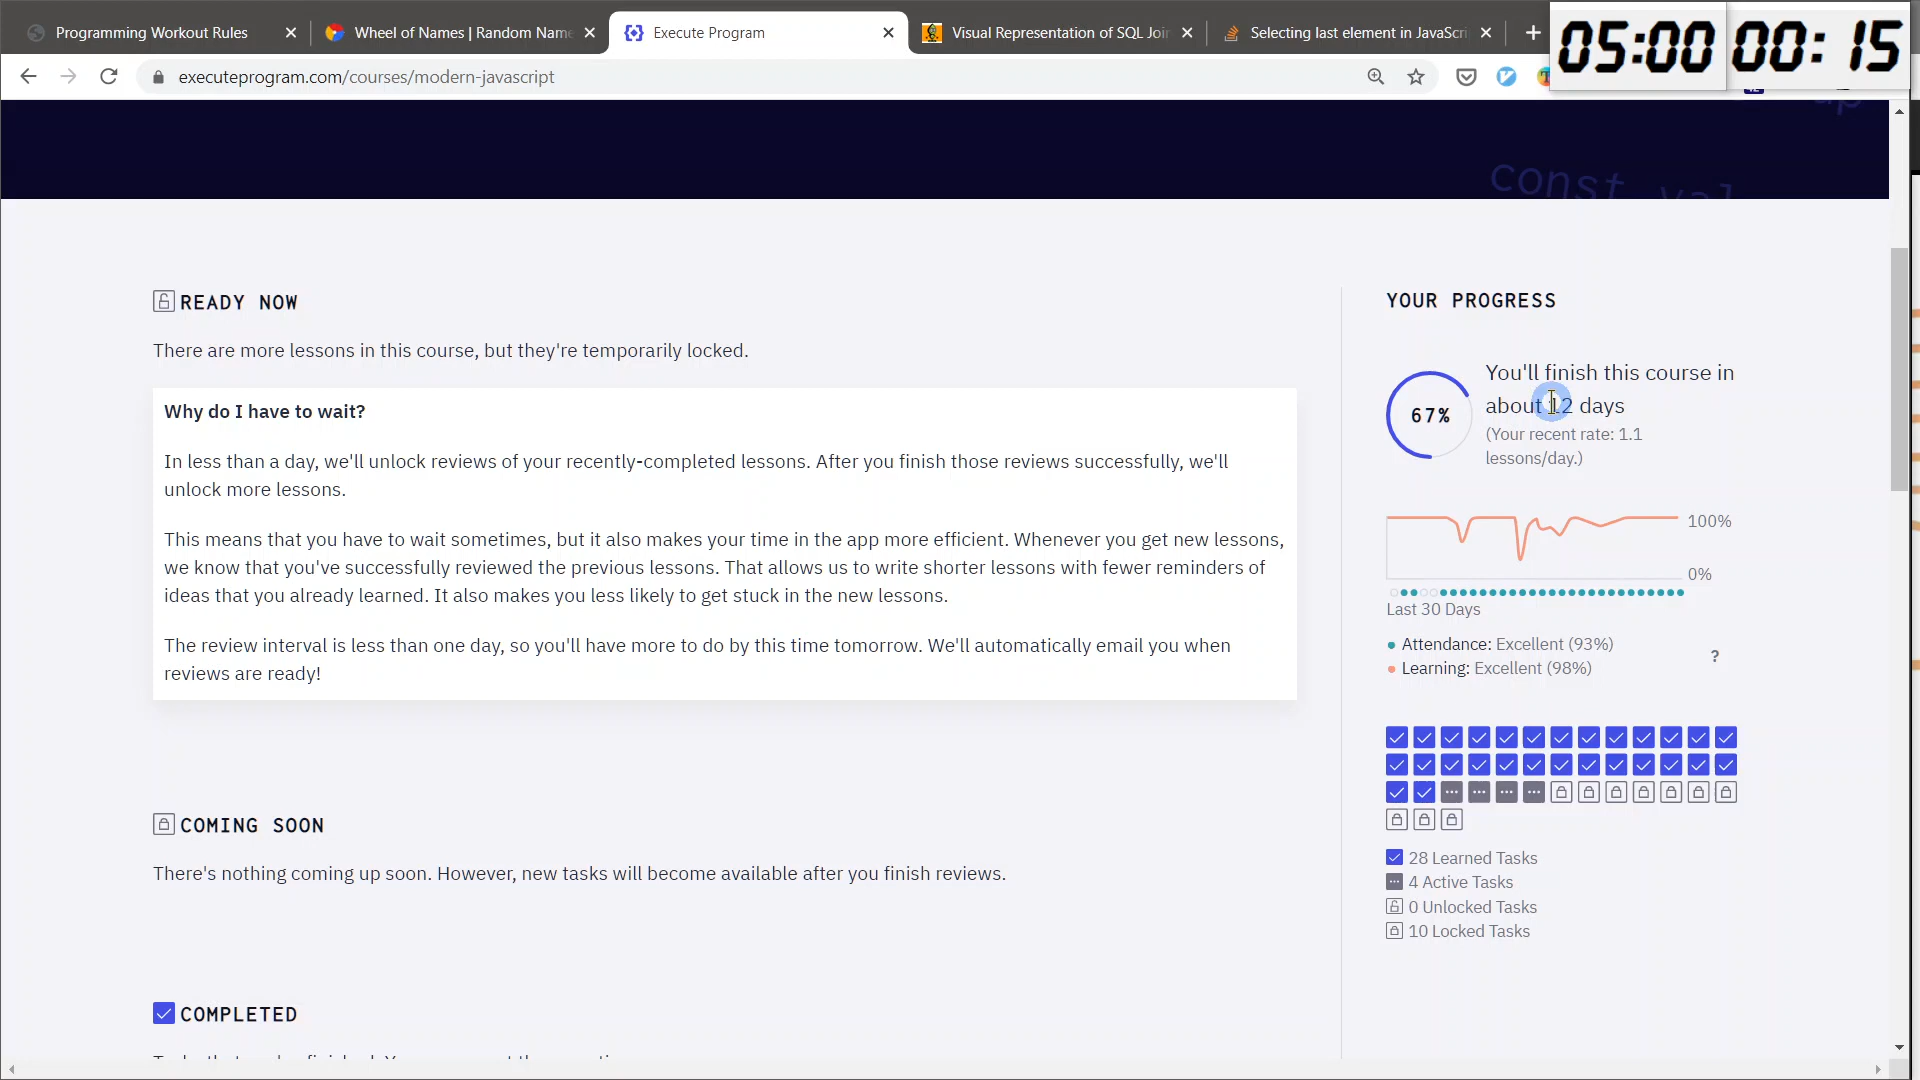 Programming Workout Rules
Wheel of Names | Random Name
Execute Program
Visual Representation of SQL Joi
Selecting last element in JavaScri
05:00 00:15
executeprogram.com/courses/modern-javascript
const val
READY NOW
There are more lessons in this course, but they're temporarily locked.
Why do I have to wait?
In less than a day, we'll unlock reviews of your recently-completed lessons. After you finish those reviews successfully, we'll
unlock more lessons.
This means that you have to wait sometimes, but it also makes your time in the app more efficient. Whenever you get new lessons,
we know that you've successfully reviewed the previous lessons. That allows us to write shorter lessons with fewer reminders of
ideas that you already learned. It also makes you less likely to get stuck in the new lessons.
The review interval is less than one day, so you'll have more to do by this time tomorrow. We'll automatically email you when
reviews are ready!
COMING SOON
There's nothing coming up soon. However, new tasks will become available after you finish reviews.
COMPLETED
YOUR PROGRESS
67%
You'll finish this course in
about 12 days
(Your recent rate: 1.1
lessons/day.)
100%
0%
Last 30 Days
Attendance: Excellent (93%)
Learning: Excellent (98%)
?
28 Learned Tasks
4 Active Tasks
0 Unlocked Tasks
10 Locked Tasks